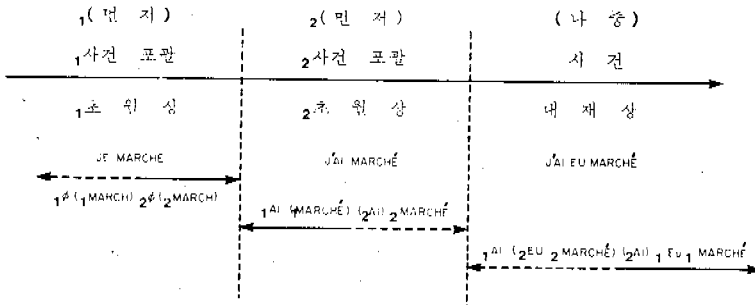 ₁(먼 저) ₂(먼 저) (나 중)
₁사건 포괄 ₂사건 포괄 사 건
₁초 월 상 ₂초 월 상 내 재 상
JE MARCHE J'AI MARCHÉ J'AI EU MARCHÉ
₁ø (₁MARCH) ₂ø (₂MARCH)
₁AI (₁MARCHÉ) (₂AI) ₂MARCHÉ
₁AI (₂EU ₂MARCHÉ) (₂AI) ₁EU ₁MARCHÉ